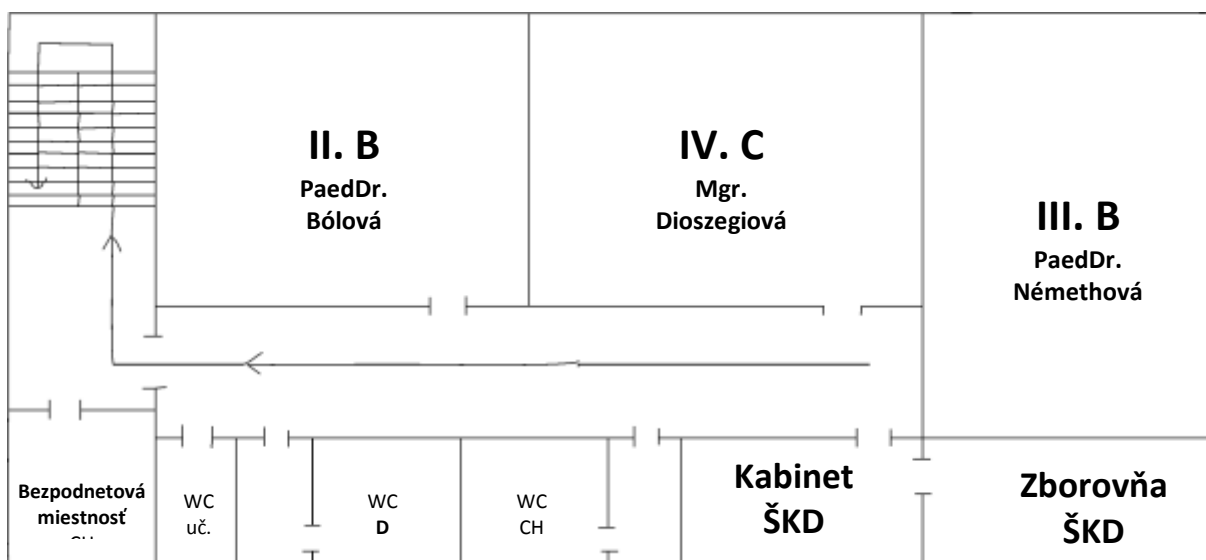 II. B
PaedDr.
Bólová
IV. C
Mgr.
Dioszegiová
III. B
PaedDr.
Némethová
Bezpodnetová
miestnosť
WC
uč.
WC
D
WC
CH
Kabinet
ŠKD
Zborovňa
ŠKD